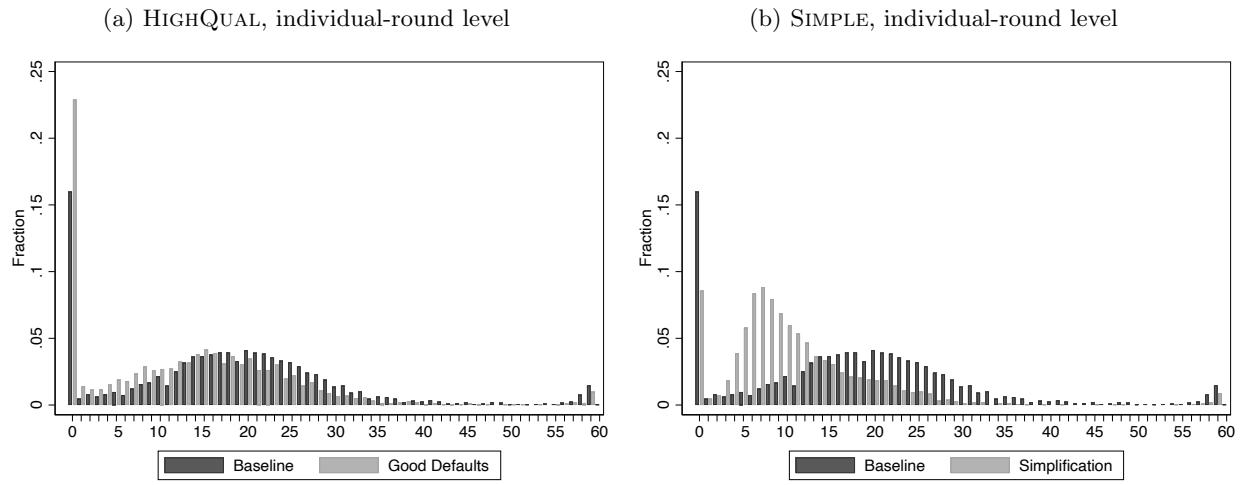 (a) HIGHQUAL, individual-round level
.25
.2
.15
.1
.05
0
Fraction
0 5 10 15 20 25 30 35 40 45 50 55 60
Baseline Good Defaults
(b) SIMPLE, individual-round level
.25
.2
.15
.1
.05
0
Fraction
0 5 10 15 20 25 30 35 40 45 50 55 60
Baseline Simplification